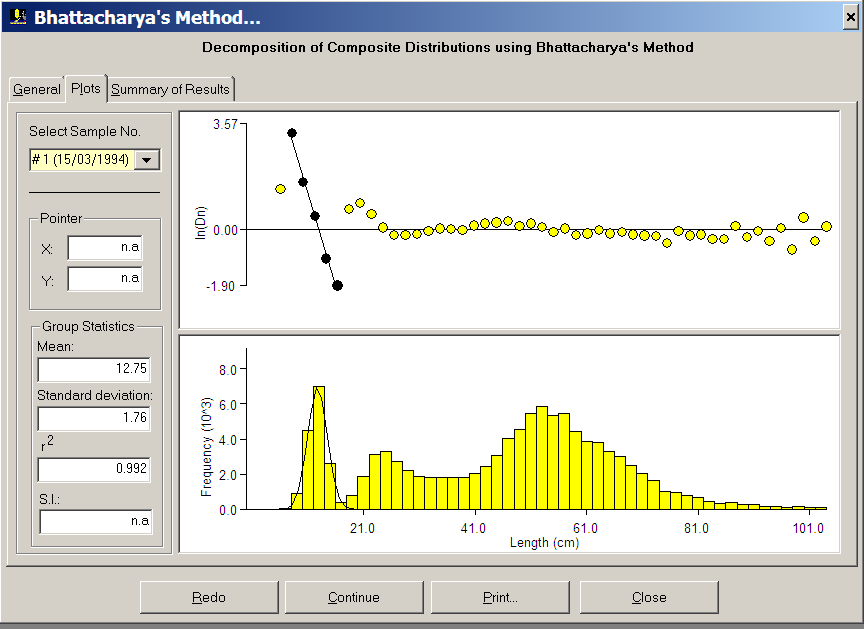 Bhattacharya's Method...
Decomposition of Composite Distributions using Bhattacharya's Method
General Plots Summary of Results
Select Sample No.
# 1 (15/03/1994)
Pointer
X: n.a
Y: n.a
Group Statistics
Mean:
12.75
Standard deviation:
1.76
r2
0.992
S.I.:
n.a
3.57
ln(Dn)
0.00
-1.90
Frequency (10^3)
8.0
6.0
4.0
2.0
0.0
21.0 41.0 61.0 81.0 101.0
Length (cm)
Redo Continue Print... Close